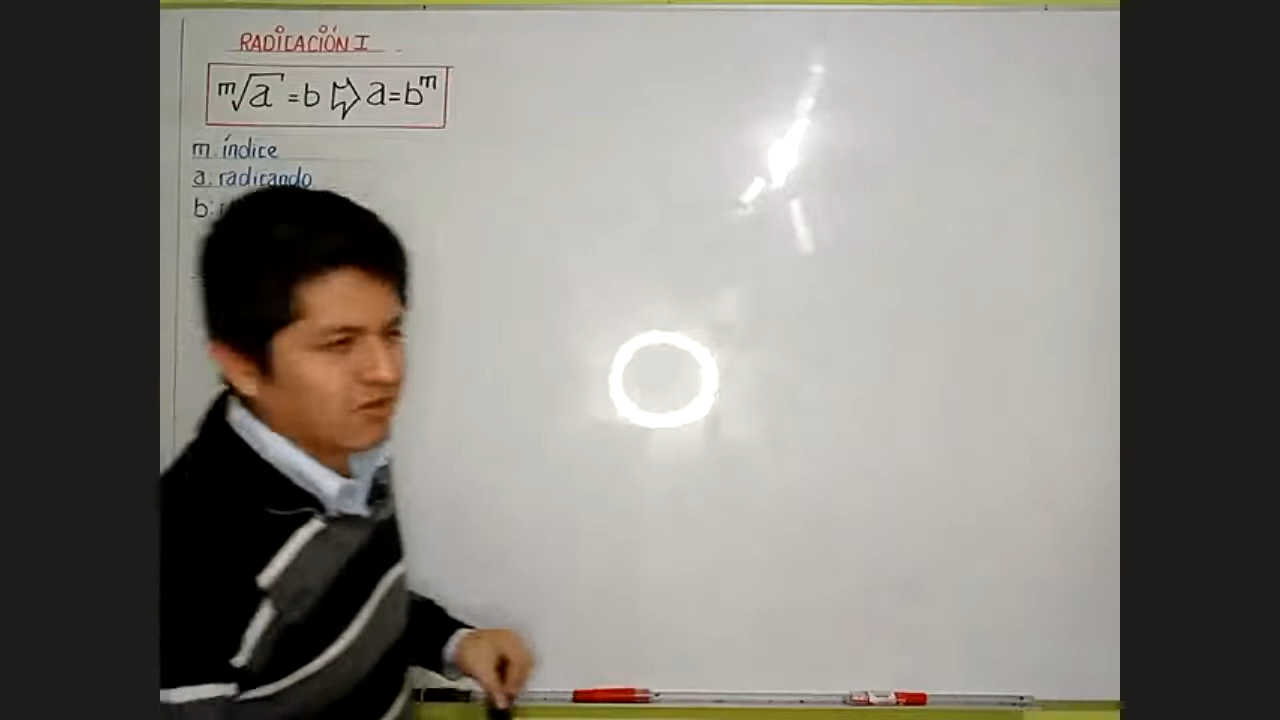 RADICACIÓN I
ᵐ√a = b ⇨ a = bᵐ
m: índice
a: radicando
b: